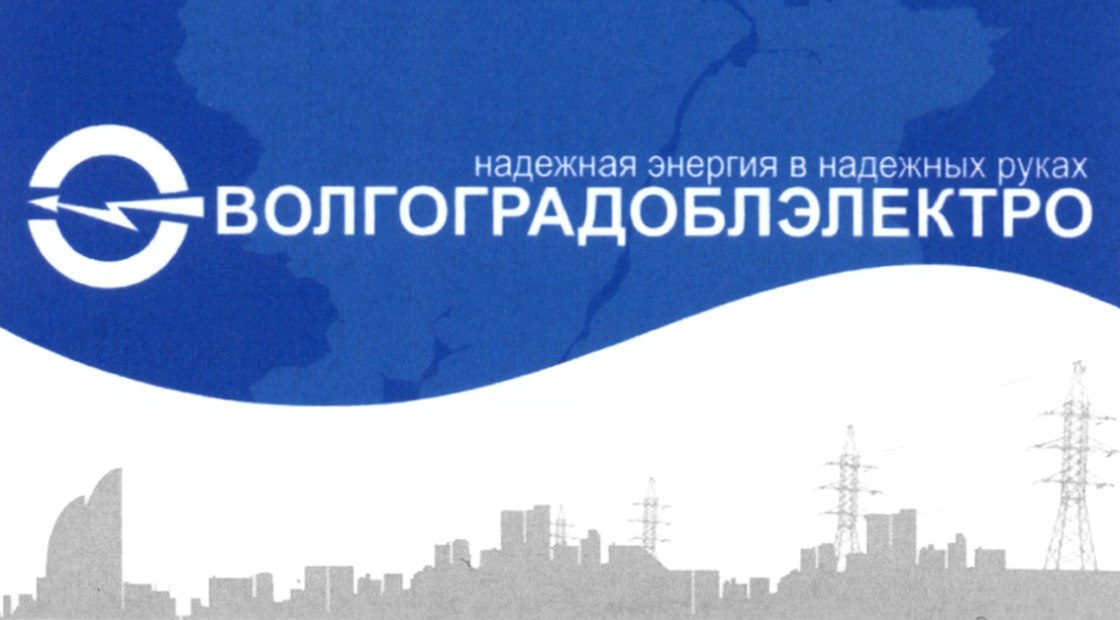 надежная энергия в надежных руках
ВОЛГОГРАДОБЛЭЛЕКТРО